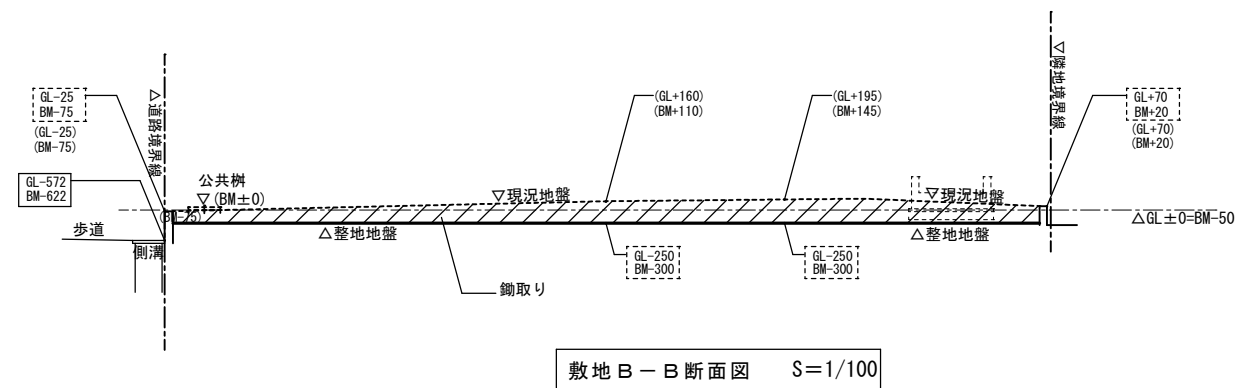 GL-25
BM-75
(GL-25)
(BM-75)
GL-572
BM-622
△道路境界線
公共桝
▽(BM±0)
(BM-75)
歩道
側溝
▽現況地盤
△整地地盤
(GL+160)
(BM+110)
(GL+195)
(BM+145)
▽現況地盤
△整地地盤
GL-250
BM-300
GL-250
BM-300
鋤取り
▽隣地境界線
GL+70
BM+20
(GL+70)
(BM+20)
△GL±0=BM-50
敷地B-B断面図 S=1/100